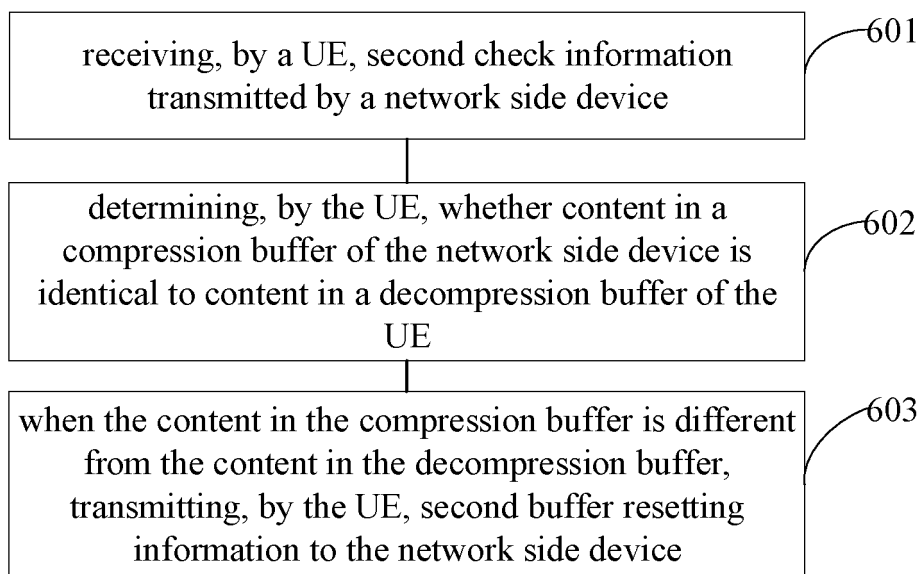 receiving, by a UE, second check information
transmitted by a network side device
601
determining, by the UE, whether content in a
compression buffer of the network side device is
identical to content in a decompression buffer of the
UE
602
when the content in the compression buffer is different
from the content in the decompression buffer,
transmitting, by the UE, second buffer resetting
information to the network side device
603